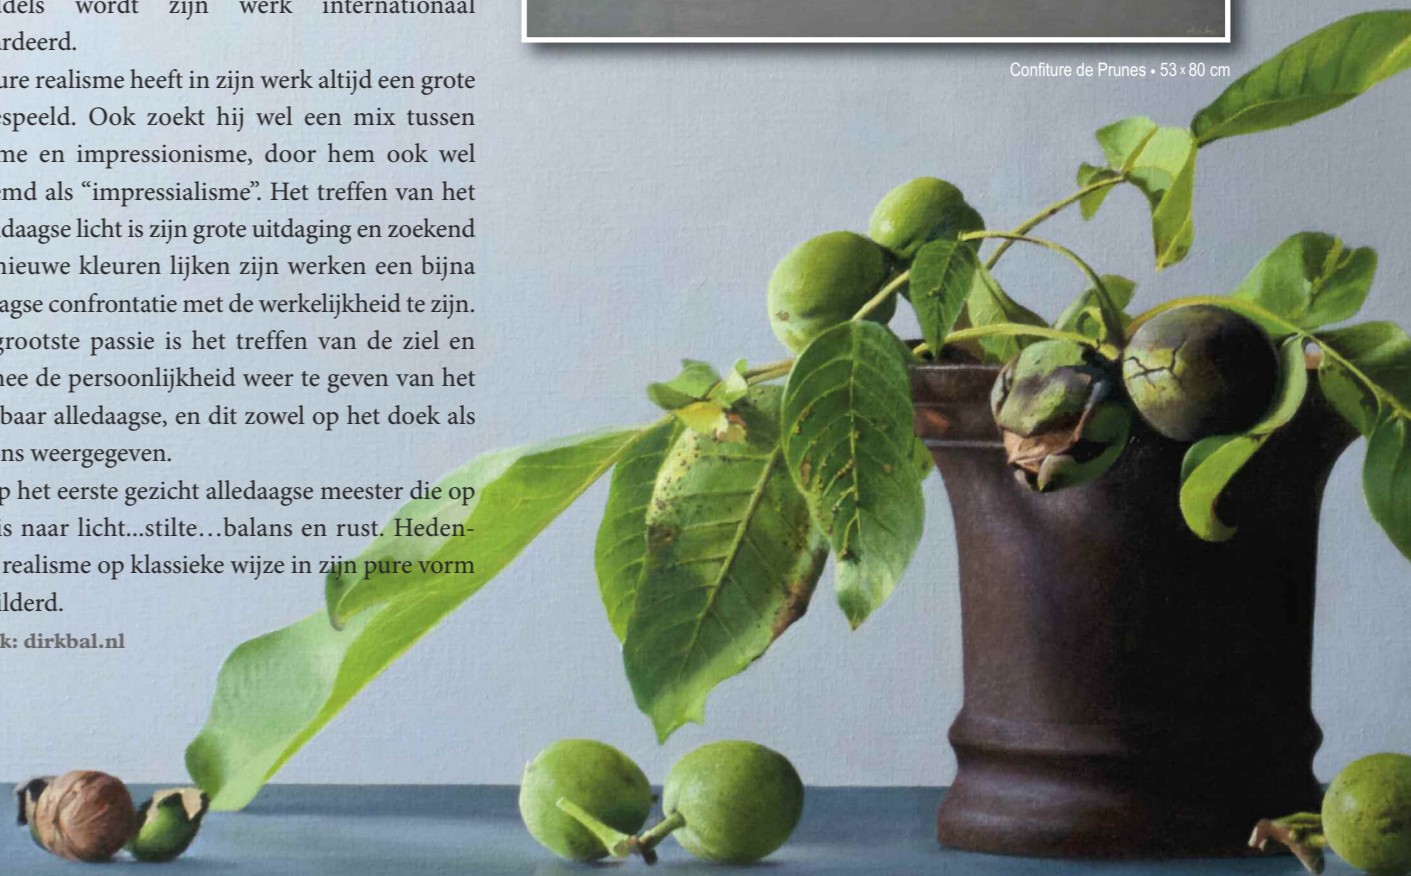 dels wordt zijn werk internationaal
rdeerd.
ure realisme heeft in zijn werk altijd een grote
espeeld. Ook zoekt hij wel een mix tussen
me en impressionisme, door hem ook wel
emd als “impressialisme”. Het treffen van het
daagse licht is zijn grote uitdaging en zoekend
nieuwe kleuren lijken zijn werken een bijna
agse confrontatie met de werkelijkheid te zijn.
grootste passie is het treffen van de ziel en
nee de persoonlijkheid weer te geven van het
baar alledaagse, en dit zowel op het doek als
ns weergegeven.
p het eerste gezicht alledaagse meester die op
is naar licht...stilte…balans en rust. Heden-
realisme op klassieke wijze in zijn pure vorm
ilderd.
k: dirkbal.nl
Confiture de Prunes • 53 x 80 cm